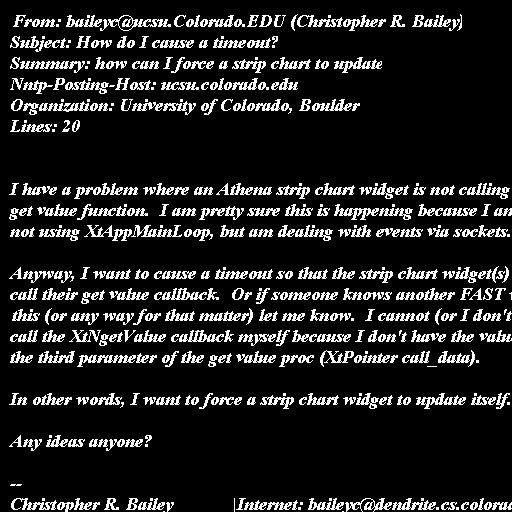 From: baileyc@ucsu.Colorado.EDU (Christopher R. Bailey)
Subject: How do I cause a timeout?
Summary: how can I force a strip chart to update
Nntp-Posting-Host: ucsu.colorado.edu
Organization: University of Colorado, Boulder
Lines: 20
I have a problem where an Athena strip chart widget is not calling
get value function.  I am pretty sure this is happening because I am
not using XtAppMainLoop, but am dealing with events via sockets.
Anyway, I want to cause a timeout so that the strip chart widget(s)
call their get value callback.  Or if someone knows another FAST
this (or any way for that matter) let me know.  I cannot (or I don't
call the XtNgetValue callback myself because I don't have the valu
the third parameter of the get value proc (XtPointer call_data).
In other words, I want to force a strip chart widget to update itself.
Any ideas anyone?
--
Christopher R. Bailey |Internet: baileyc@dendrite.cs.colora